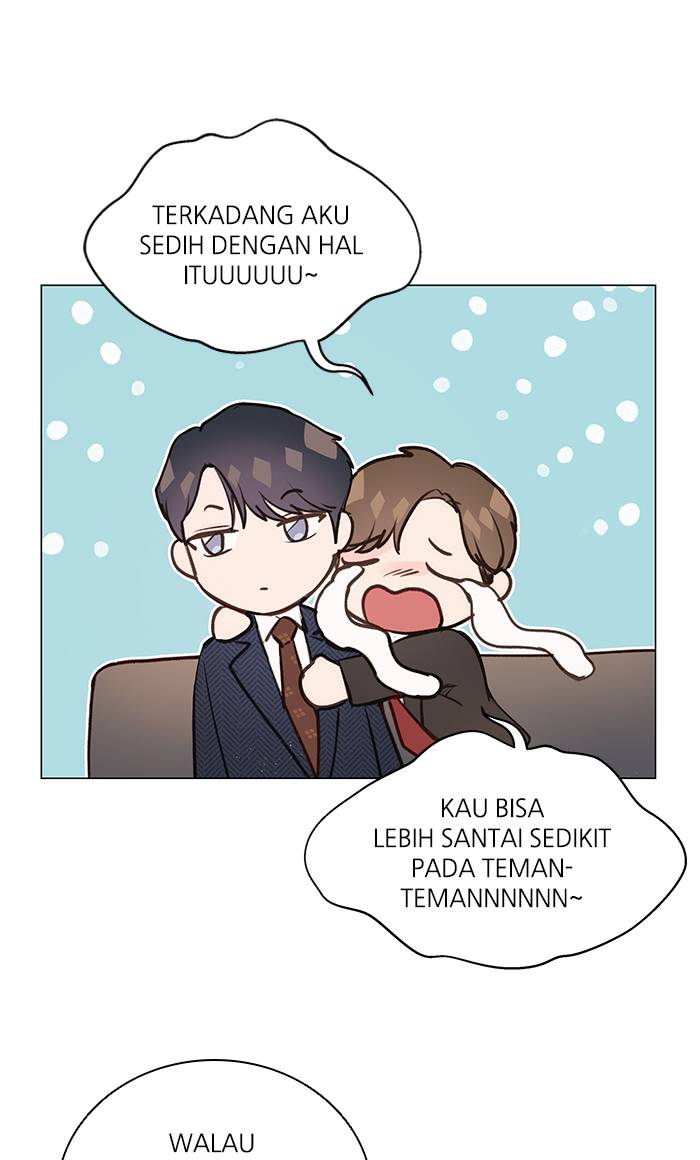 TERKADANG AKU
SEDIH DENGAN HAL
ITUUUUUU~
KAU BISA
LEBIH SANTAI SEDIKIT
PADA TEMAN-
TEMANNNNNN~
WALAU